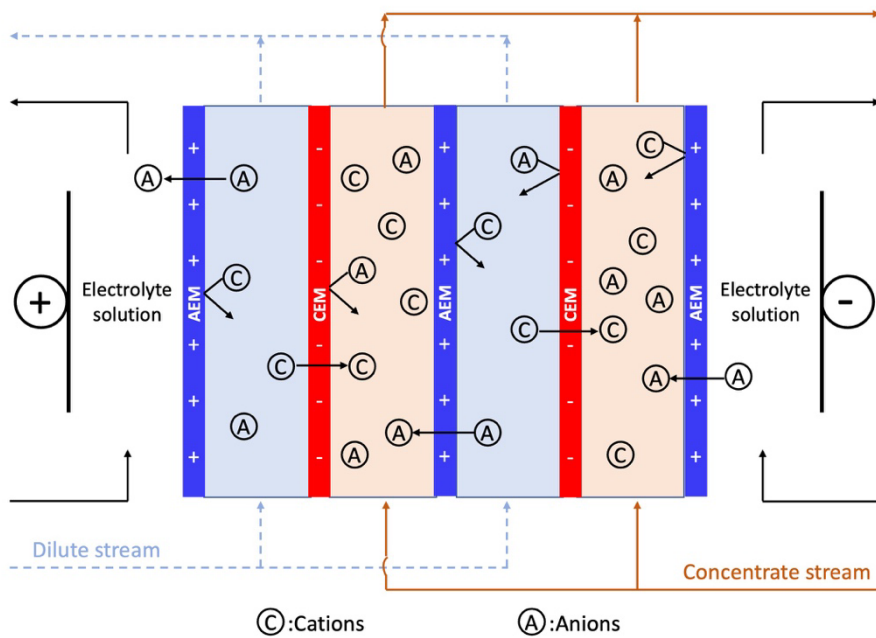 A A A C A C
C C
AEM C CEM A C AEM C A CEM A C AEM
+ Electrolyte solution Electrolyte solution -
C C C C
A A A A A A
A C
Dilute stream
Concentrate stream
C :Cations A :Anions